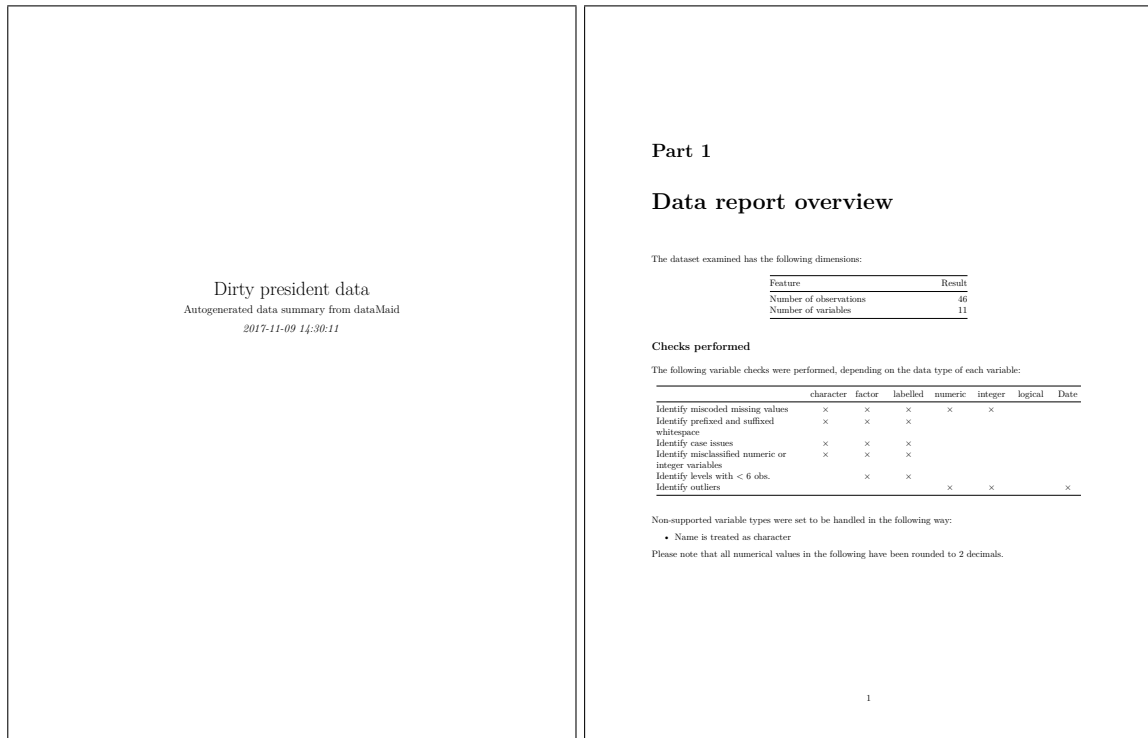 Dirty president data
Autogenerated data summary from dataMaid
2017-11-09 14:30:11
Part 1
Data report overview
The dataset examined has the following dimensions:
Feature Result
Number of observations 46
Number of variables 11
Checks performed
The following variable checks were performed, depending on the data type of each variable:
character factor labelled numeric integer logical Date
Identify miscoded missing values × × × × ×
Identify prefixed and suffixed × × ×
whitespace
Identify case issues × × ×
Identify misclassified numeric or × × ×
integer variables
Identify levels with < 6 obs. × ×
Identify outliers × × ×
Non-supported variable types were set to be handled in the following way:
• Name is treated as character
Please note that all numerical values in the following have been rounded to 2 decimals.
1